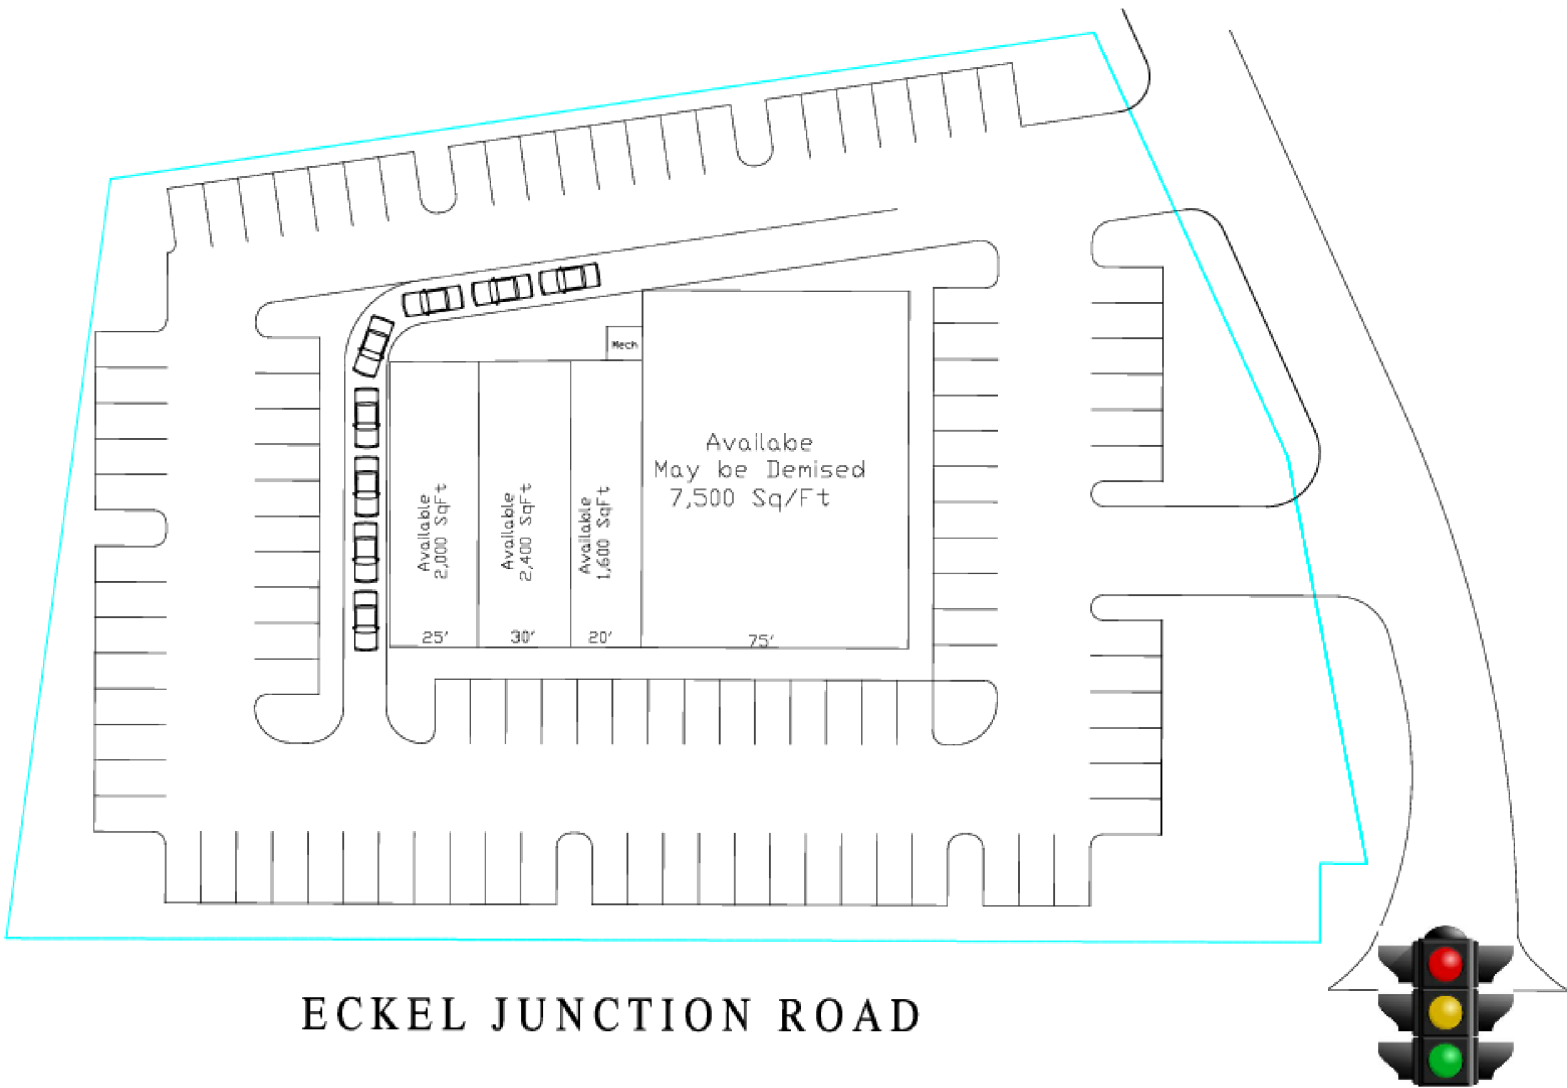 Mech
Availabe
May be Demised
7,500 Sq/Ft
Available
2,000 SqFt
Available
2,400 SqFt
Available
1,600 SqFt
25'
30'
20'
75'
ECKEL JUNCTION ROAD